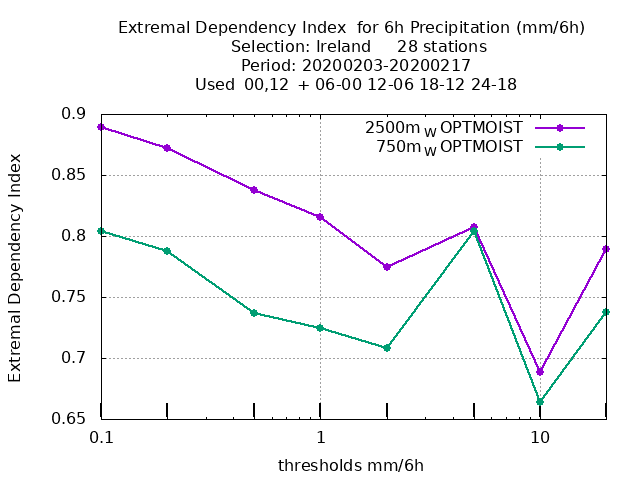 Extremal Dependency Index  for 6h Precipitation (mm/6h)
Selection: Ireland     28 stations
Period: 20200203-20200217
Used  00,12  + 06-00 12-06 18-12 24-18
2500m W OPTMOIST
750m W OPTMOIST
Extremal Dependency Index
0.9
0.85
0.8
0.75
0.7
0.65
0.1
1
10
thresholds mm/6h